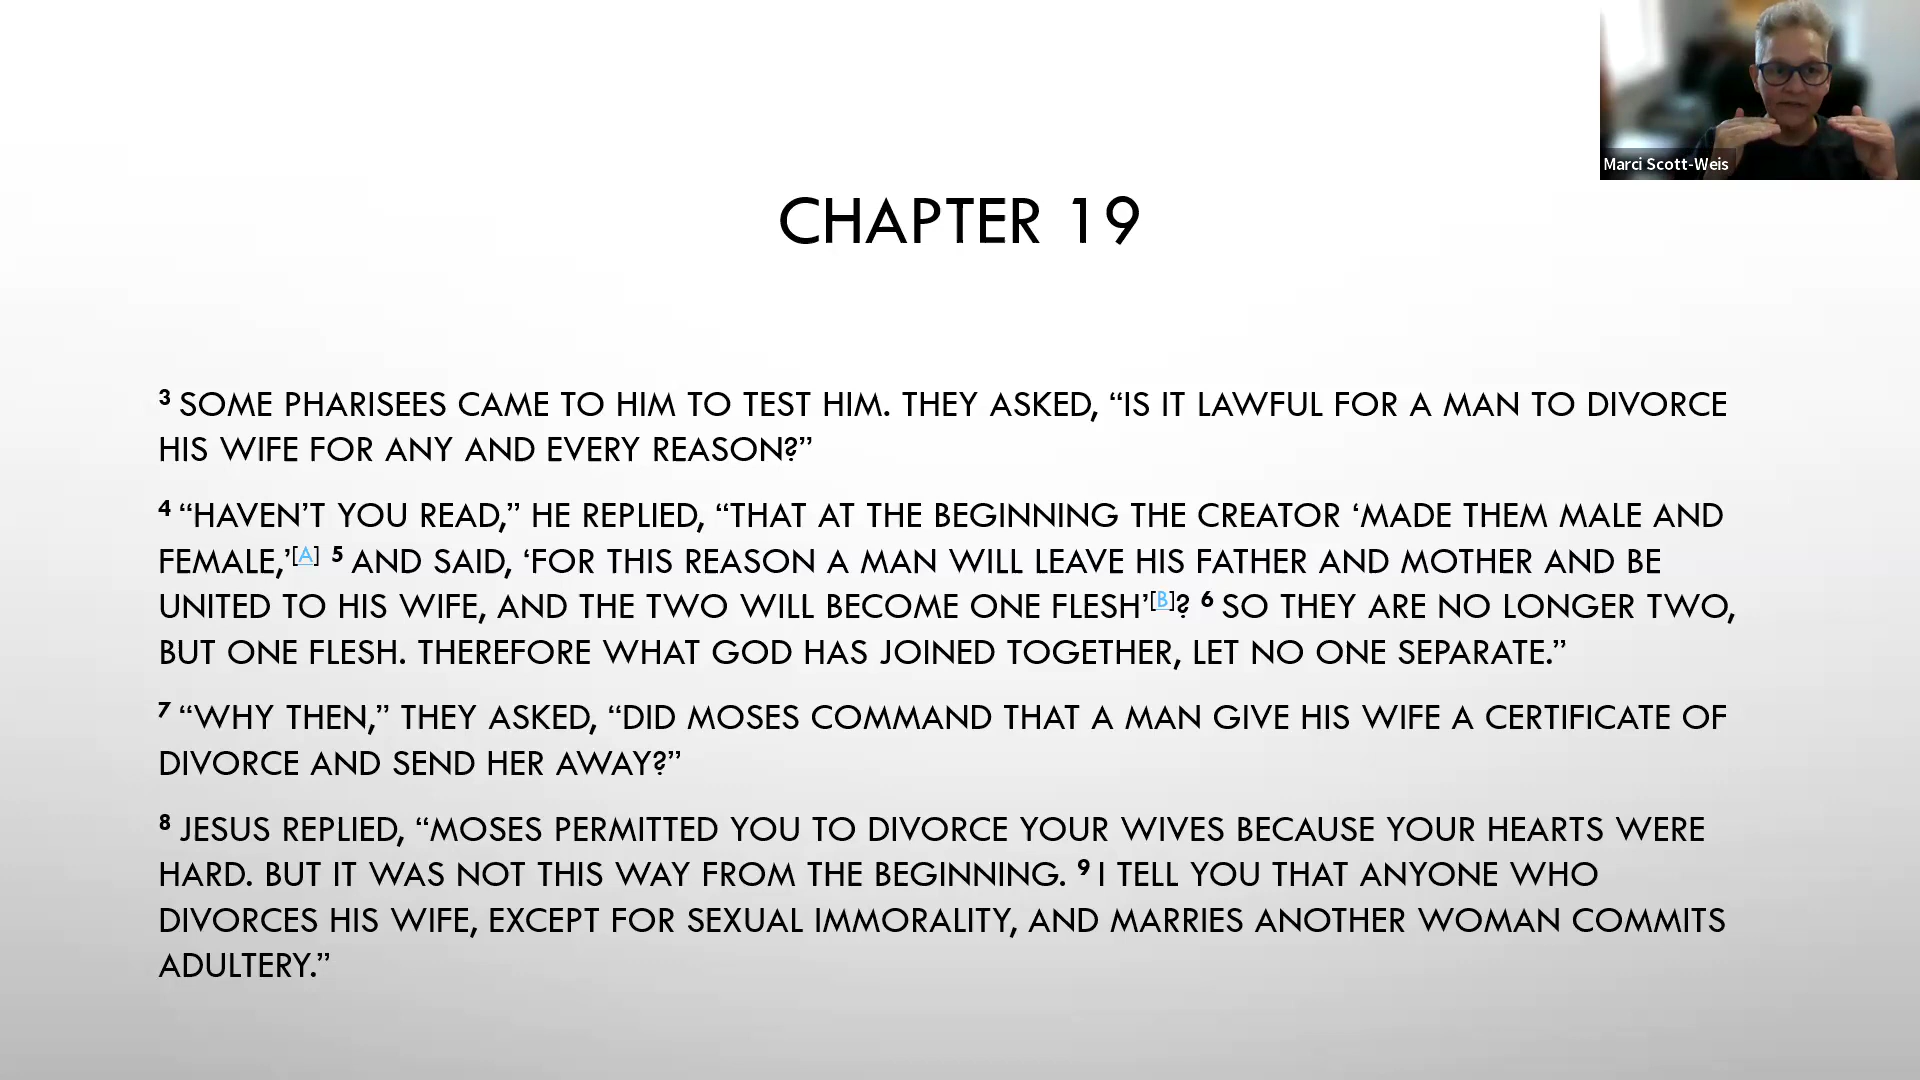 Marci Scott-Weis
CHAPTER 19
3 SOME PHARISEES CAME TO HIM TO TEST HIM. THEY ASKED, “IS IT LAWFUL FOR A MAN TO DIVORCE
HIS WIFE FOR ANY AND EVERY REASON?”
4 “HAVEN’T YOU READ,” HE REPLIED, “THAT AT THE BEGINNING THE CREATOR ‘MADE THEM MALE AND
FEMALE,’[A] 5 AND SAID, ‘FOR THIS REASON A MAN WILL LEAVE HIS FATHER AND MOTHER AND BE
UNITED TO HIS WIFE, AND THE TWO WILL BECOME ONE FLESH’[B]? 6 SO THEY ARE NO LONGER TWO,
BUT ONE FLESH. THEREFORE WHAT GOD HAS JOINED TOGETHER, LET NO ONE SEPARATE.”
7 “WHY THEN,” THEY ASKED, “DID MOSES COMMAND THAT A MAN GIVE HIS WIFE A CERTIFICATE OF
DIVORCE AND SEND HER AWAY?”
8 JESUS REPLIED, “MOSES PERMITTED YOU TO DIVORCE YOUR WIVES BECAUSE YOUR HEARTS WERE
HARD. BUT IT WAS NOT THIS WAY FROM THE BEGINNING. 9 I TELL YOU THAT ANYONE WHO
DIVORCES HIS WIFE, EXCEPT FOR SEXUAL IMMORALITY, AND MARRIES ANOTHER WOMAN COMMITS
ADULTERY.”